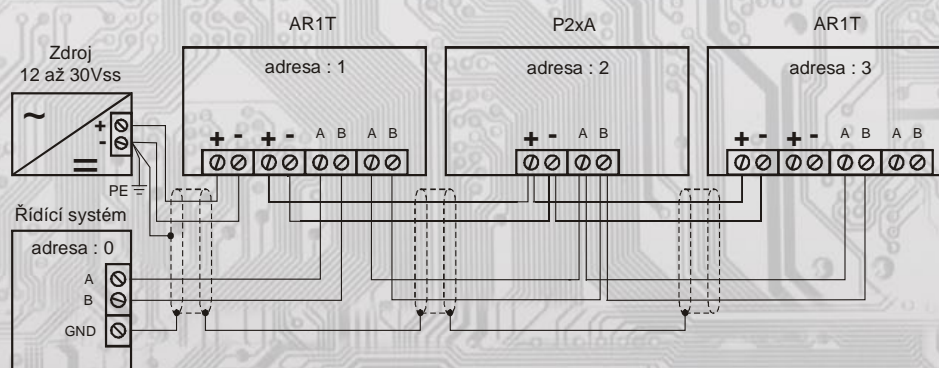 AR1T
P2xA
AR1T
Zdroj
12 až 30Vss
adresa : 1
adresa : 2
adresa : 3
~
+
-
=
PE
+ - + - A B A B
+ - A B
+ - + - A B A B
Řídící systém
adresa : 0
A
B
GND